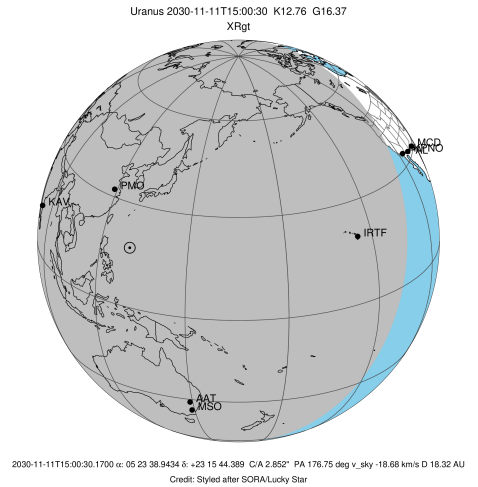 Uranus 2030-11-11T15:00:30 K12.76 G16.37
XRgt
MCD
PMO
KAV
IRTF
AAT
MSO
2030-11-11T15:00:30.1700 α: 05 23 38.9434 δ: +23 15 44.389 C/A 2.852" PA 176.75 deg v_sky -18.68 km/s D 18.32 AU
Credit: Styled after SORA/Lucky Star